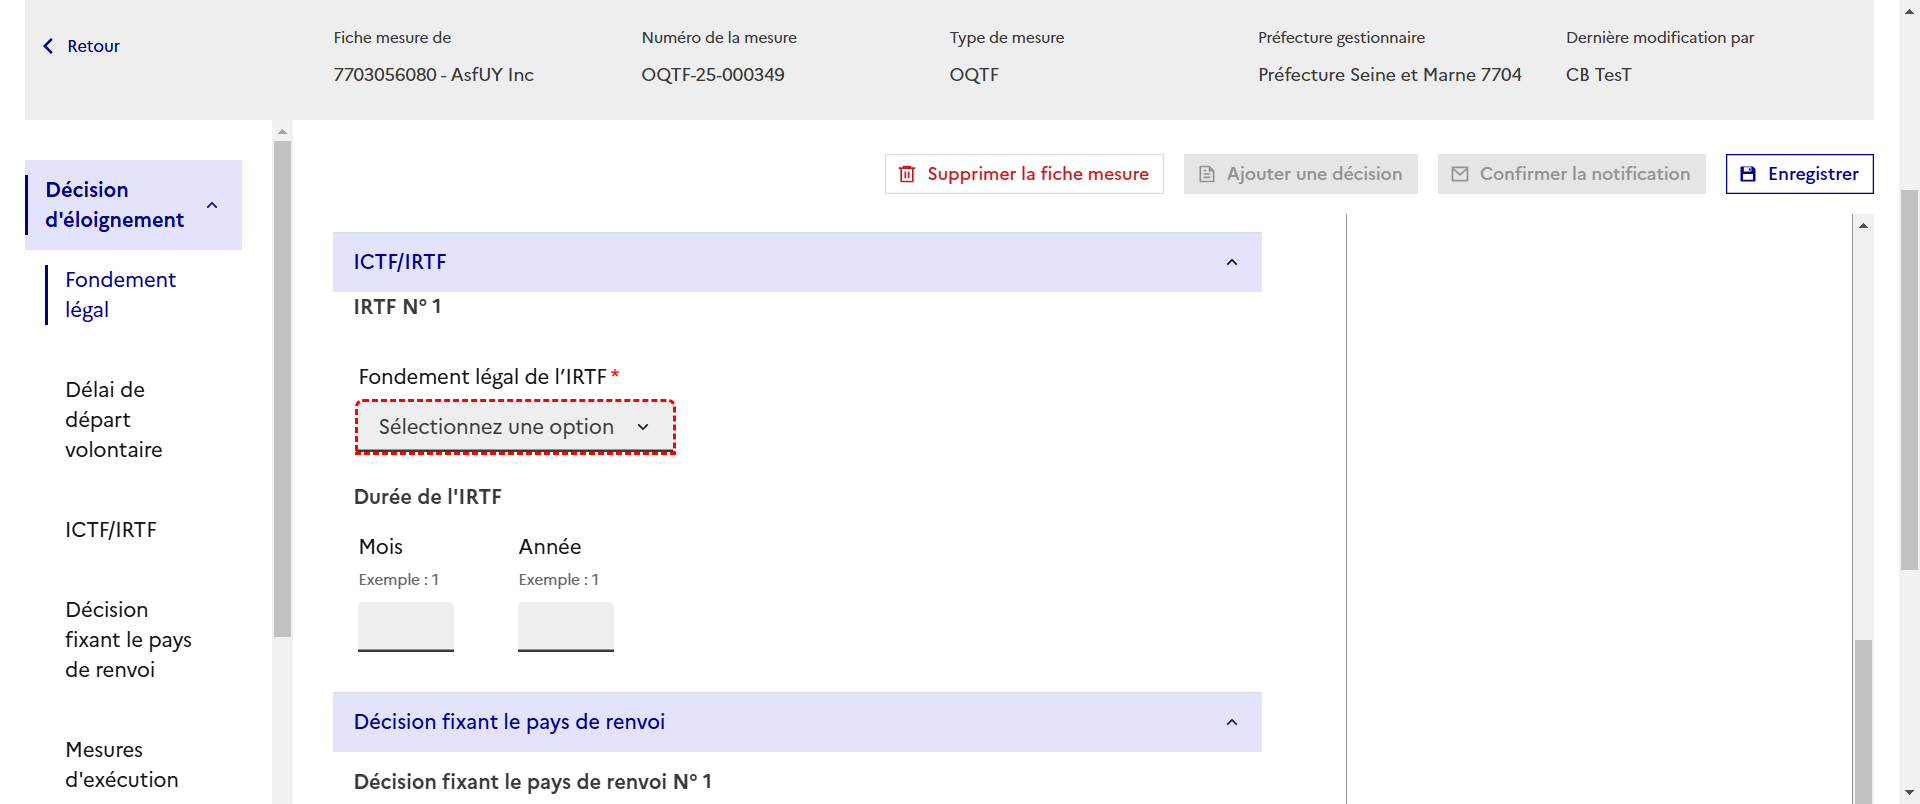 Retour
Fiche mesure de
7703056080 - AsfUY Inc
Numéro de la mesure
OQTF-25-000349
Type de mesure
OQTF
Préfecture gestionnaire
Préfecture Seine et Marne 7704
Dernière modification par
CB TesT
Supprimer la fiche mesure
Ajouter une décision
Confirmer la notification
Enregistrer
Décision
d'éloignement
Fondement
légal
Délai de
départ
volontaire
ICTF/IRTF
Décision
fixant le pays
de renvoi
Mesures
d'exécution
ICTF/IRTF
IRTF N° 1
Fondement légal de l’IRTF *
Sélectionnez une option
Durée de l'IRTF
Mois
Exemple : 1
Année
Exemple : 1
Décision fixant le pays de renvoi
Décision fixant le pays de renvoi N° 1